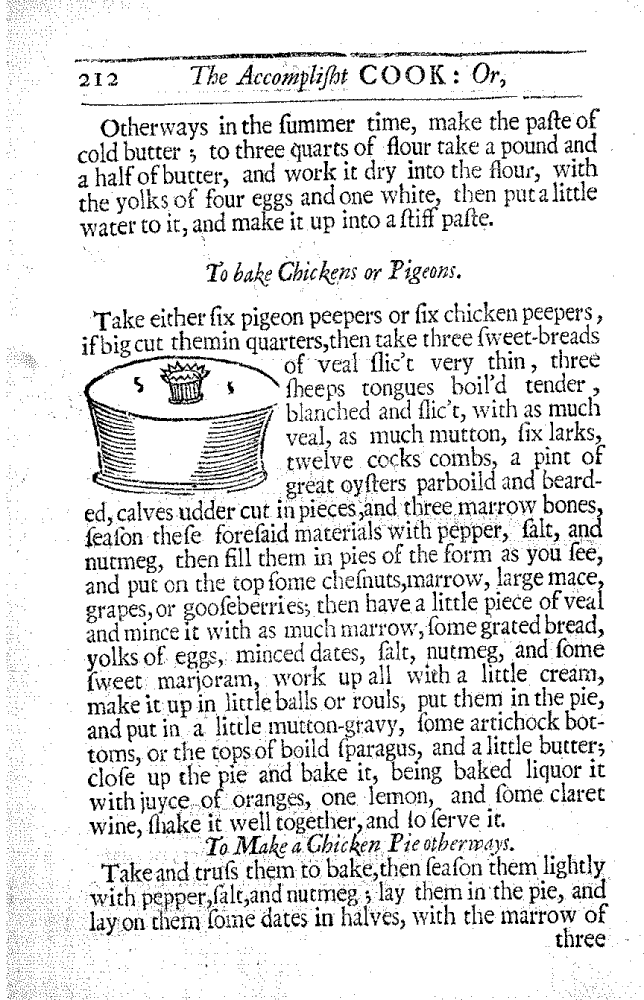 212 The Accompliſht COOK: Or,
Otherways in the ſummer time, make the paſte of
cold butter; to three quarts of flour take a pound and
a half of butter, and work it dry into the flour, with
the yolks of four eggs and one white, then put a little
water to it, and make it up into a ſtiff paſte.
To bake Chickens or Pigeons.
Take either ſix pigeon peepers or ſix chicken peepers,
if big cut themin quarters, then take three ſweet-breads
of veal ſlic't very thin, three
ſheeps tongues boil'd tender,
blanched and ſlic't, with as much
veal, as much mutton, ſix larks,
twelve cocks combs, a pint of
great oyſters parboild and beard-
ed, calves udder cut in pieces, and three marrow bones,
ſeaſon theſe foreſaid materials with pepper, ſalt, and
nutmeg, then fill them in pies of the form as you ſee,
and put on the top ſome cheſnuts, marrow, large mace,
grapes, or gooſeberries; then have a little piece of veal
and mince it with as much marrow, ſome grated bread,
yolks of eggs, minced dates, ſalt, nutmeg, and ſome
ſweet marjoram, work up all with a little cream,
make it up in little balls or rouls, put them in the pie,
and put in a little mutton-gravy, ſome artichock bot-
toms, or the tops of boild ſparagus, and a little butter;
cloſe up the pie and bake it, being baked liquor it
with juyce of oranges, one lemon, and ſome claret
wine, ſhake it well together, and ſo ſerve it.
To Make a Chicken Pie otherways.
Take and truſs them to bake, then ſeaſon them lightly
with pepper, ſalt, and nutmeg; lay them in the pie, and
lay on them ſome dates in halves, with the marrow of
three